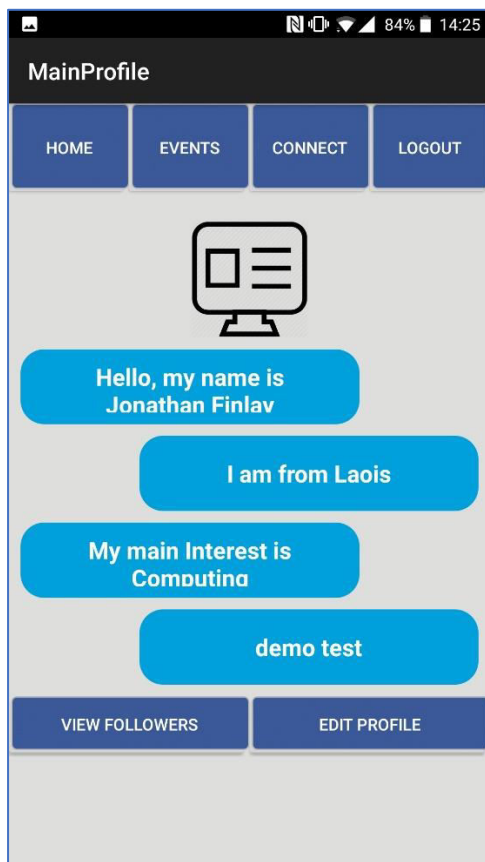 84% 14:25
MainProfile
HOME EVENTS CONNECT LOGOUT
Hello, my name is
Jonathan Finlay
I am from Laois
My main Interest is
Computing
demo test
VIEW FOLLOWERS EDIT PROFILE